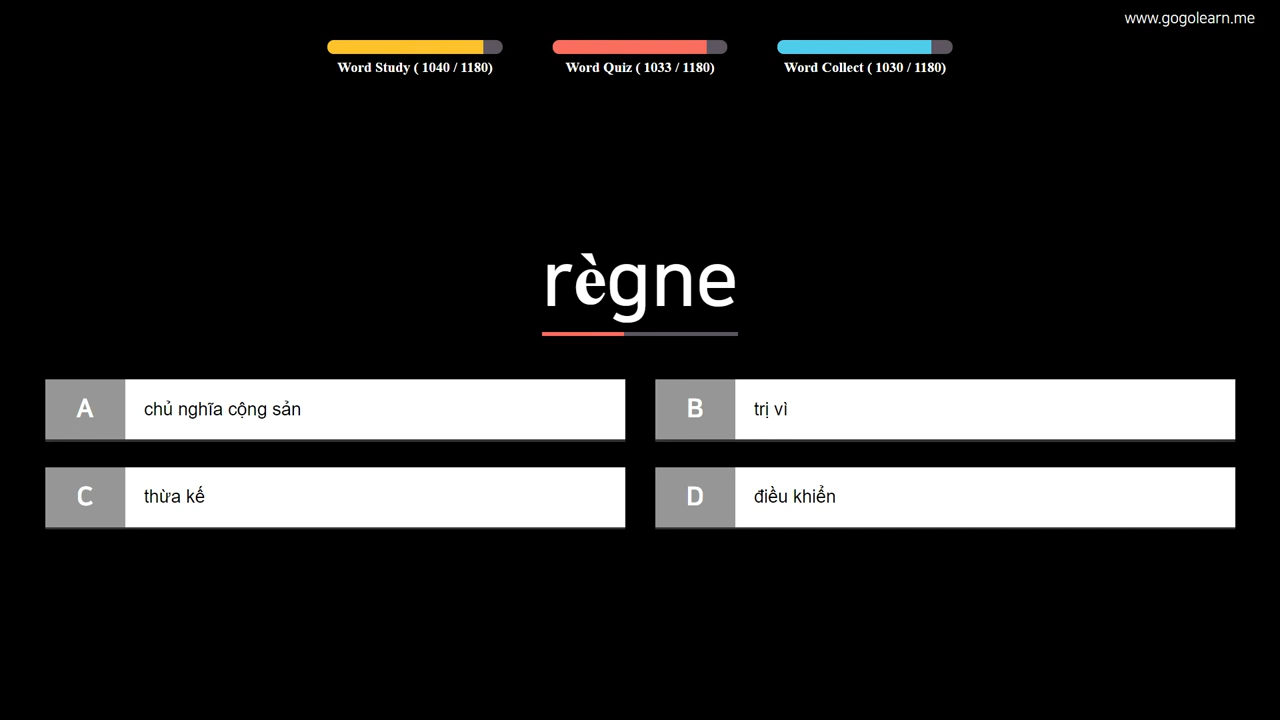 www.gogolearn.me
Word Study ( 1040 / 1180)
Word Quiz ( 1033 / 1180)
Word Collect ( 1030 / 1180)
règne
A chủ nghĩa cộng sản
B trị vì
C thừa kế
D điều khiển